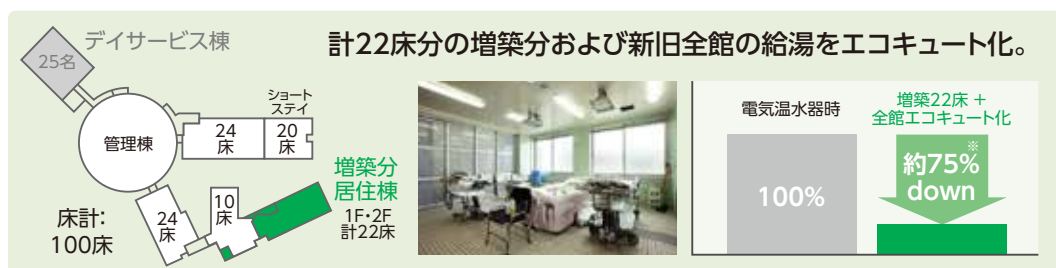 計22床分の増築分および新旧全館の給湯をエコキュート化。
デイサービス棟
25名
管理棟
24
床
ショート
ステイ
20
床
増築分
居住棟
1F・2F
計22床
10
床
24
床
床計：
100床
電気温水器時
100%
増築22床 +
全館エコキュート化
※
約75%
down